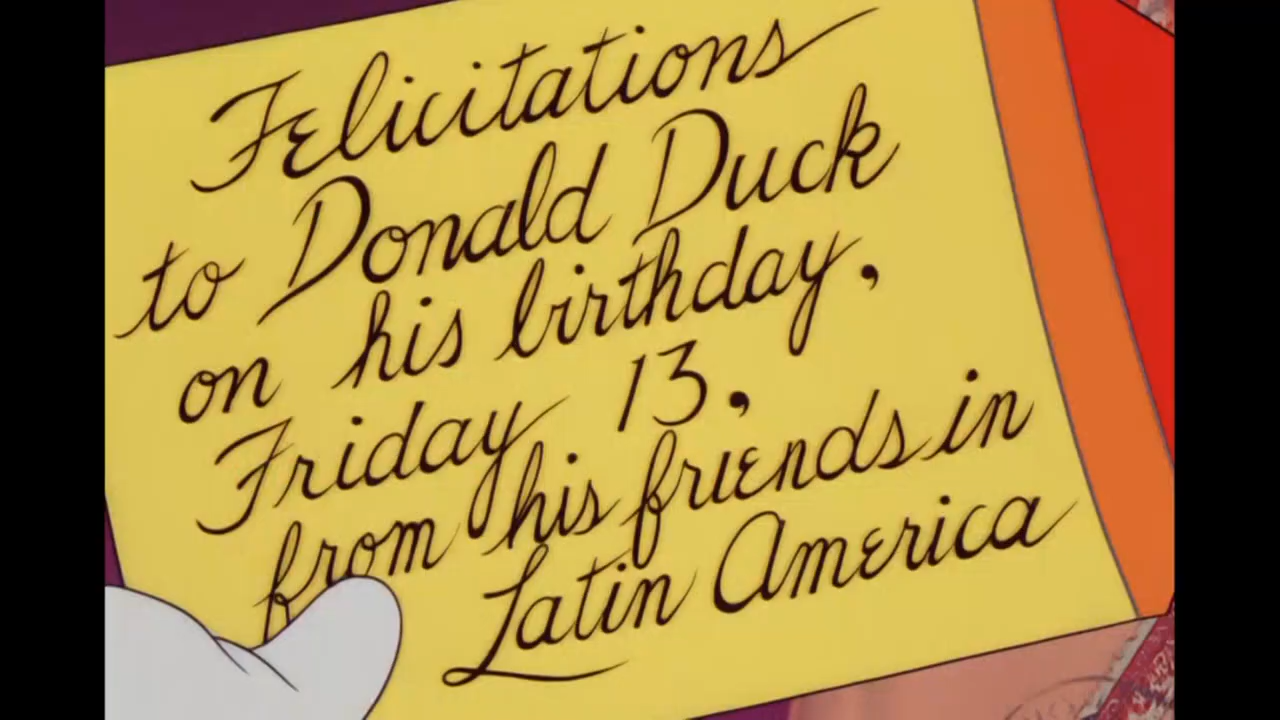 Felicitations
to Donald Duck
on his birthday,
Friday 13,
from his friends in
Latin America